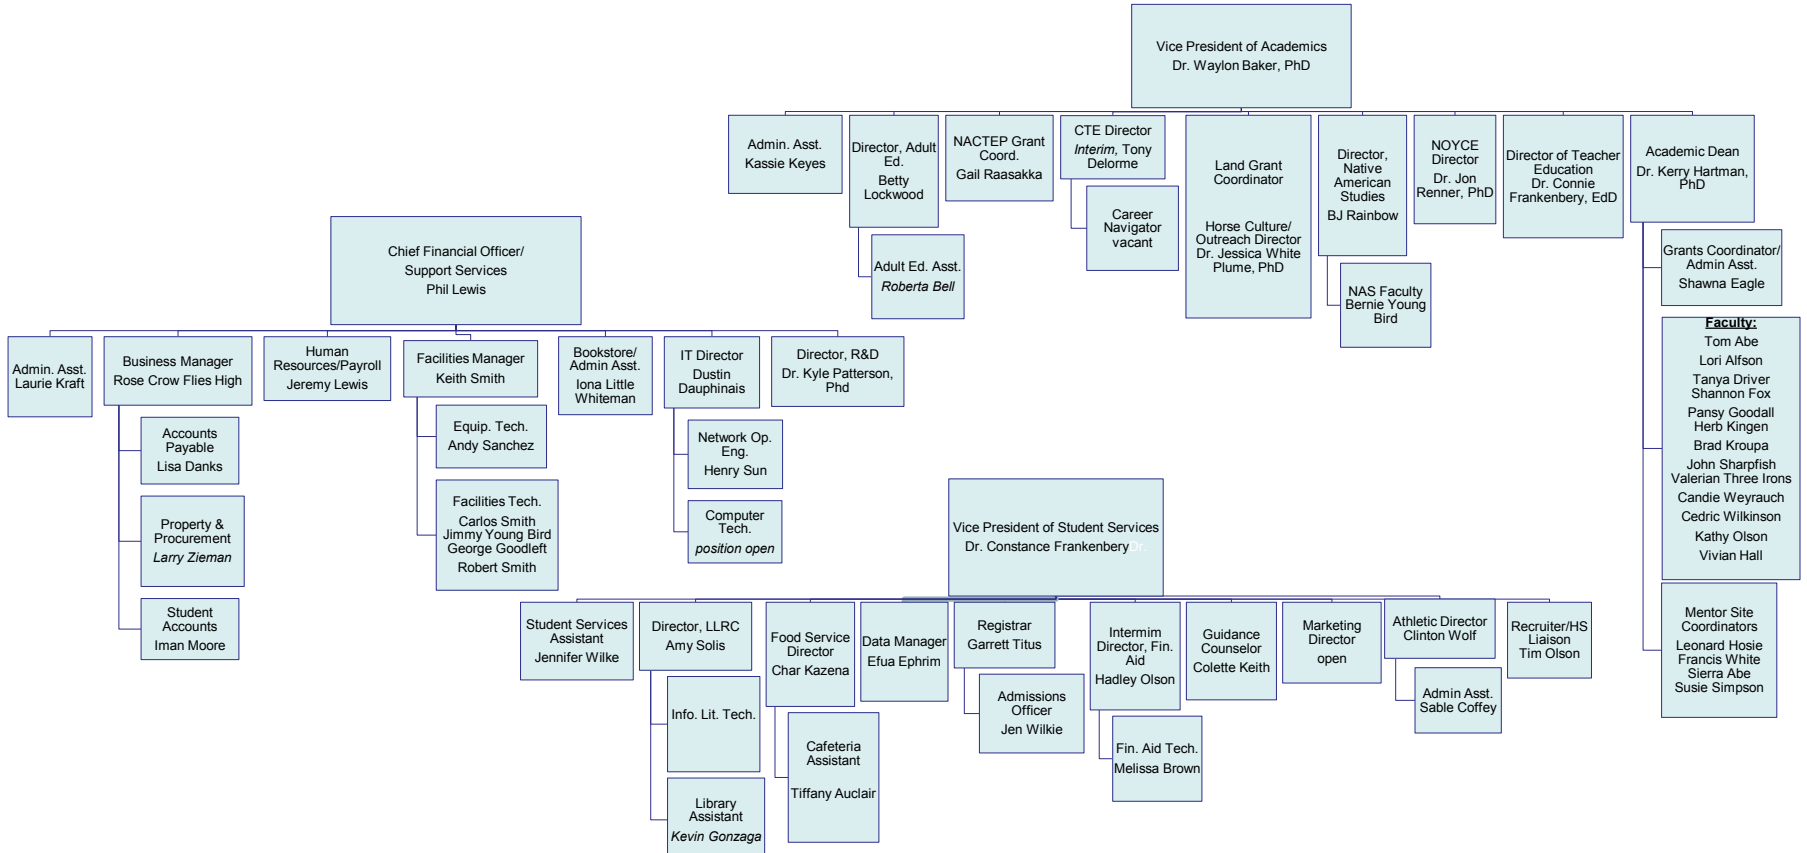 Vice President of Academics
Dr. Waylon Baker, PhD
Admin. Asst.
Kassie Keyes
Director, Adult
Ed.
Betty
Lockwood
Adult Ed. Asst.
Roberta Bell
NACTEP Grant
Coord.
Gail Raasakka
CTE Director
Interim, Tony
Delorme
Career
Navigator
vacant
Land Grant
Coordinator
Horse Culture/
Outreach Director
Dr. Jessica White
Plume, PhD
Director,
Native
American
Studies
BJ Rainbow
NAS Faculty
Bernie Young
Bird
NOYCE
Director
Dr. Jon
Renner, PhD
Director of Teacher
Education
Dr. Connie
Frankenbery, EdD
Academic Dean
Dr. Kerry Hartman,
PhD
Grants Coordinator/
Admin Asst.
Shawna Eagle
Faculty:
Tom Abe
Lori Alfson
Tanya Driver
Shannon Fox
Pansy Goodall
Herb Kingen
Brad Kroupa
John Sharpfish
Valerian Three Irons
Candie Weyrauch
Cedric Wilkinson
Kathy Olson
Vivian Hall
Mentor Site
Coordinators
Leonard Hosie
Francis White
Sierra Abe
Susie Simpson
Chief Financial Officer/
Support Services
Phil Lewis
Admin. Asst.
Laurie Kraft
Business Manager
Rose Crow Flies High
Accounts
Payable
Lisa Danks
Property &
Procurement
Larry Zieman
Student
Accounts
Iman Moore
Human
Resources/Payroll
Jeremy Lewis
Facilities Manager
Keith Smith
Equip. Tech.
Andy Sanchez
Facilities Tech.
Carlos Smith
Jimmy Young Bird
George Goodleft
Robert Smith
Bookstore/
Admin Asst.
Iona Little
Whiteman
IT Director
Dustin
Dauphinais
Network Op.
Eng.
Henry Sun
Computer
Tech.
position open
Director, R&D
Dr. Kyle Patterson,
Phd
Vice President of Student Services
Dr. Constance FrankenberyDr.
Student Services
Assistant
Jennifer Wilke
Director, LLRC
Amy Solis
Info. Lit. Tech.
Library
Assistant
Kevin Gonzaga
Food Service
Director
Char Kazena
Cafeteria
Assistant
Tiffany Auclair
Data Manager
Efua Ephrim
Registrar
Garrett Titus
Admissions
Officer
Jen Wilkie
Intermim
Director, Fin.
Aid
Hadley Olson
Fin. Aid Tech.
Melissa Brown
Guidance
Counselor
Colette Keith
Marketing
Director
open
Athletic Director
Clinton Wolf
Admin Asst.
Sable Coffey
Recruiter/HS
Liaison
Tim Olson